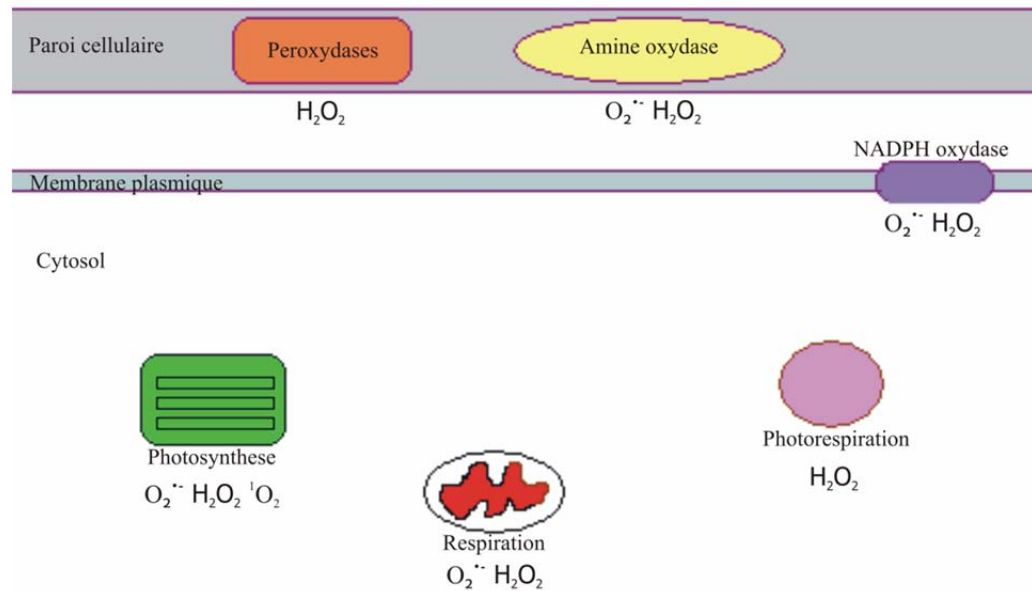 Paroi cellulaire
Peroxydases
Amine oxydase
H₂O₂
O₂•- H₂O₂
NADPH oxydase
Membrane plasmique
O₂•- H₂O₂
Cytosol
Photosynthese
O₂•- H₂O₂ ¹O₂
Photorespiration
H₂O₂
Respiration
O₂•- H₂O₂